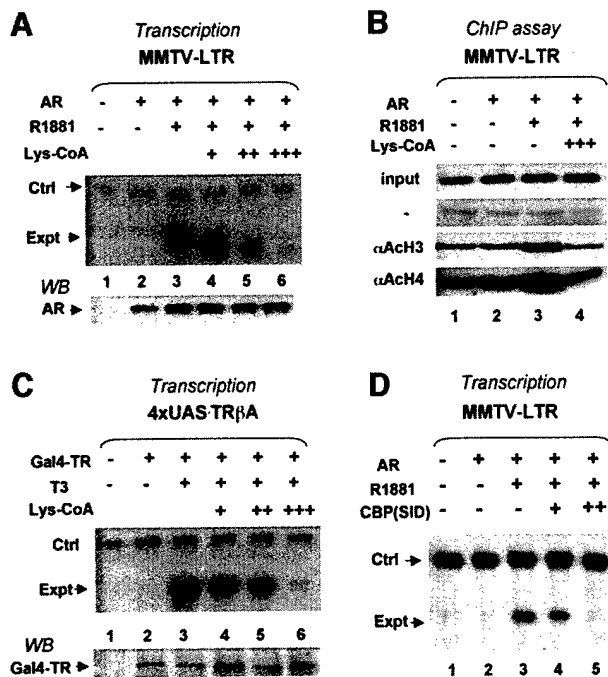 A
Transcription
MMTV-LTR
AR - + + + + +
R1881 - - + + + +
Lys-CoA + ++ +++
Ctrl
Expt
1 2 3 4 5 6
WB
AR
B
ChIP assay
MMTV-LTR
AR - + + +
R1881 - - + +
Lys-CoA +++
input
-
αAcH3
αAcH4
1 2 3 4
C
Transcription
4xUAS-TRβA
Gal4-TR - + + + + +
T3 - - + + + +
Lys-CoA + ++ +++
Ctrl
Expt
1 2 3 4 5 6
WB
Gal4-TR
D
Transcription
MMTV-LTR
AR - + + + +
R1881 - - + + +
CBP(SID) + ++
Ctrl
Expt
1 2 3 4 5